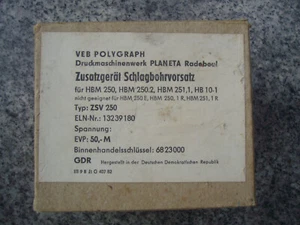 VEB POLYGRAPH
Druckmaschinenwerk PLANETA Radebeul
Zusatzgerät Schlagbohrvorsatz
für HBM 250, HBM 250.2, HBM 251,1, HB 10-1
nicht geeignet für HBM 250 E, HBM 250, 1 R, HBM 251, 1 R
Typ: ZSV 250
ELN-Nr.: 13239180
Spannung:
EVP: 50,-M
Binnenhandelsschlüssel: 6823000
GDR Hergestellt in der Deutschen Demokratischen Republik